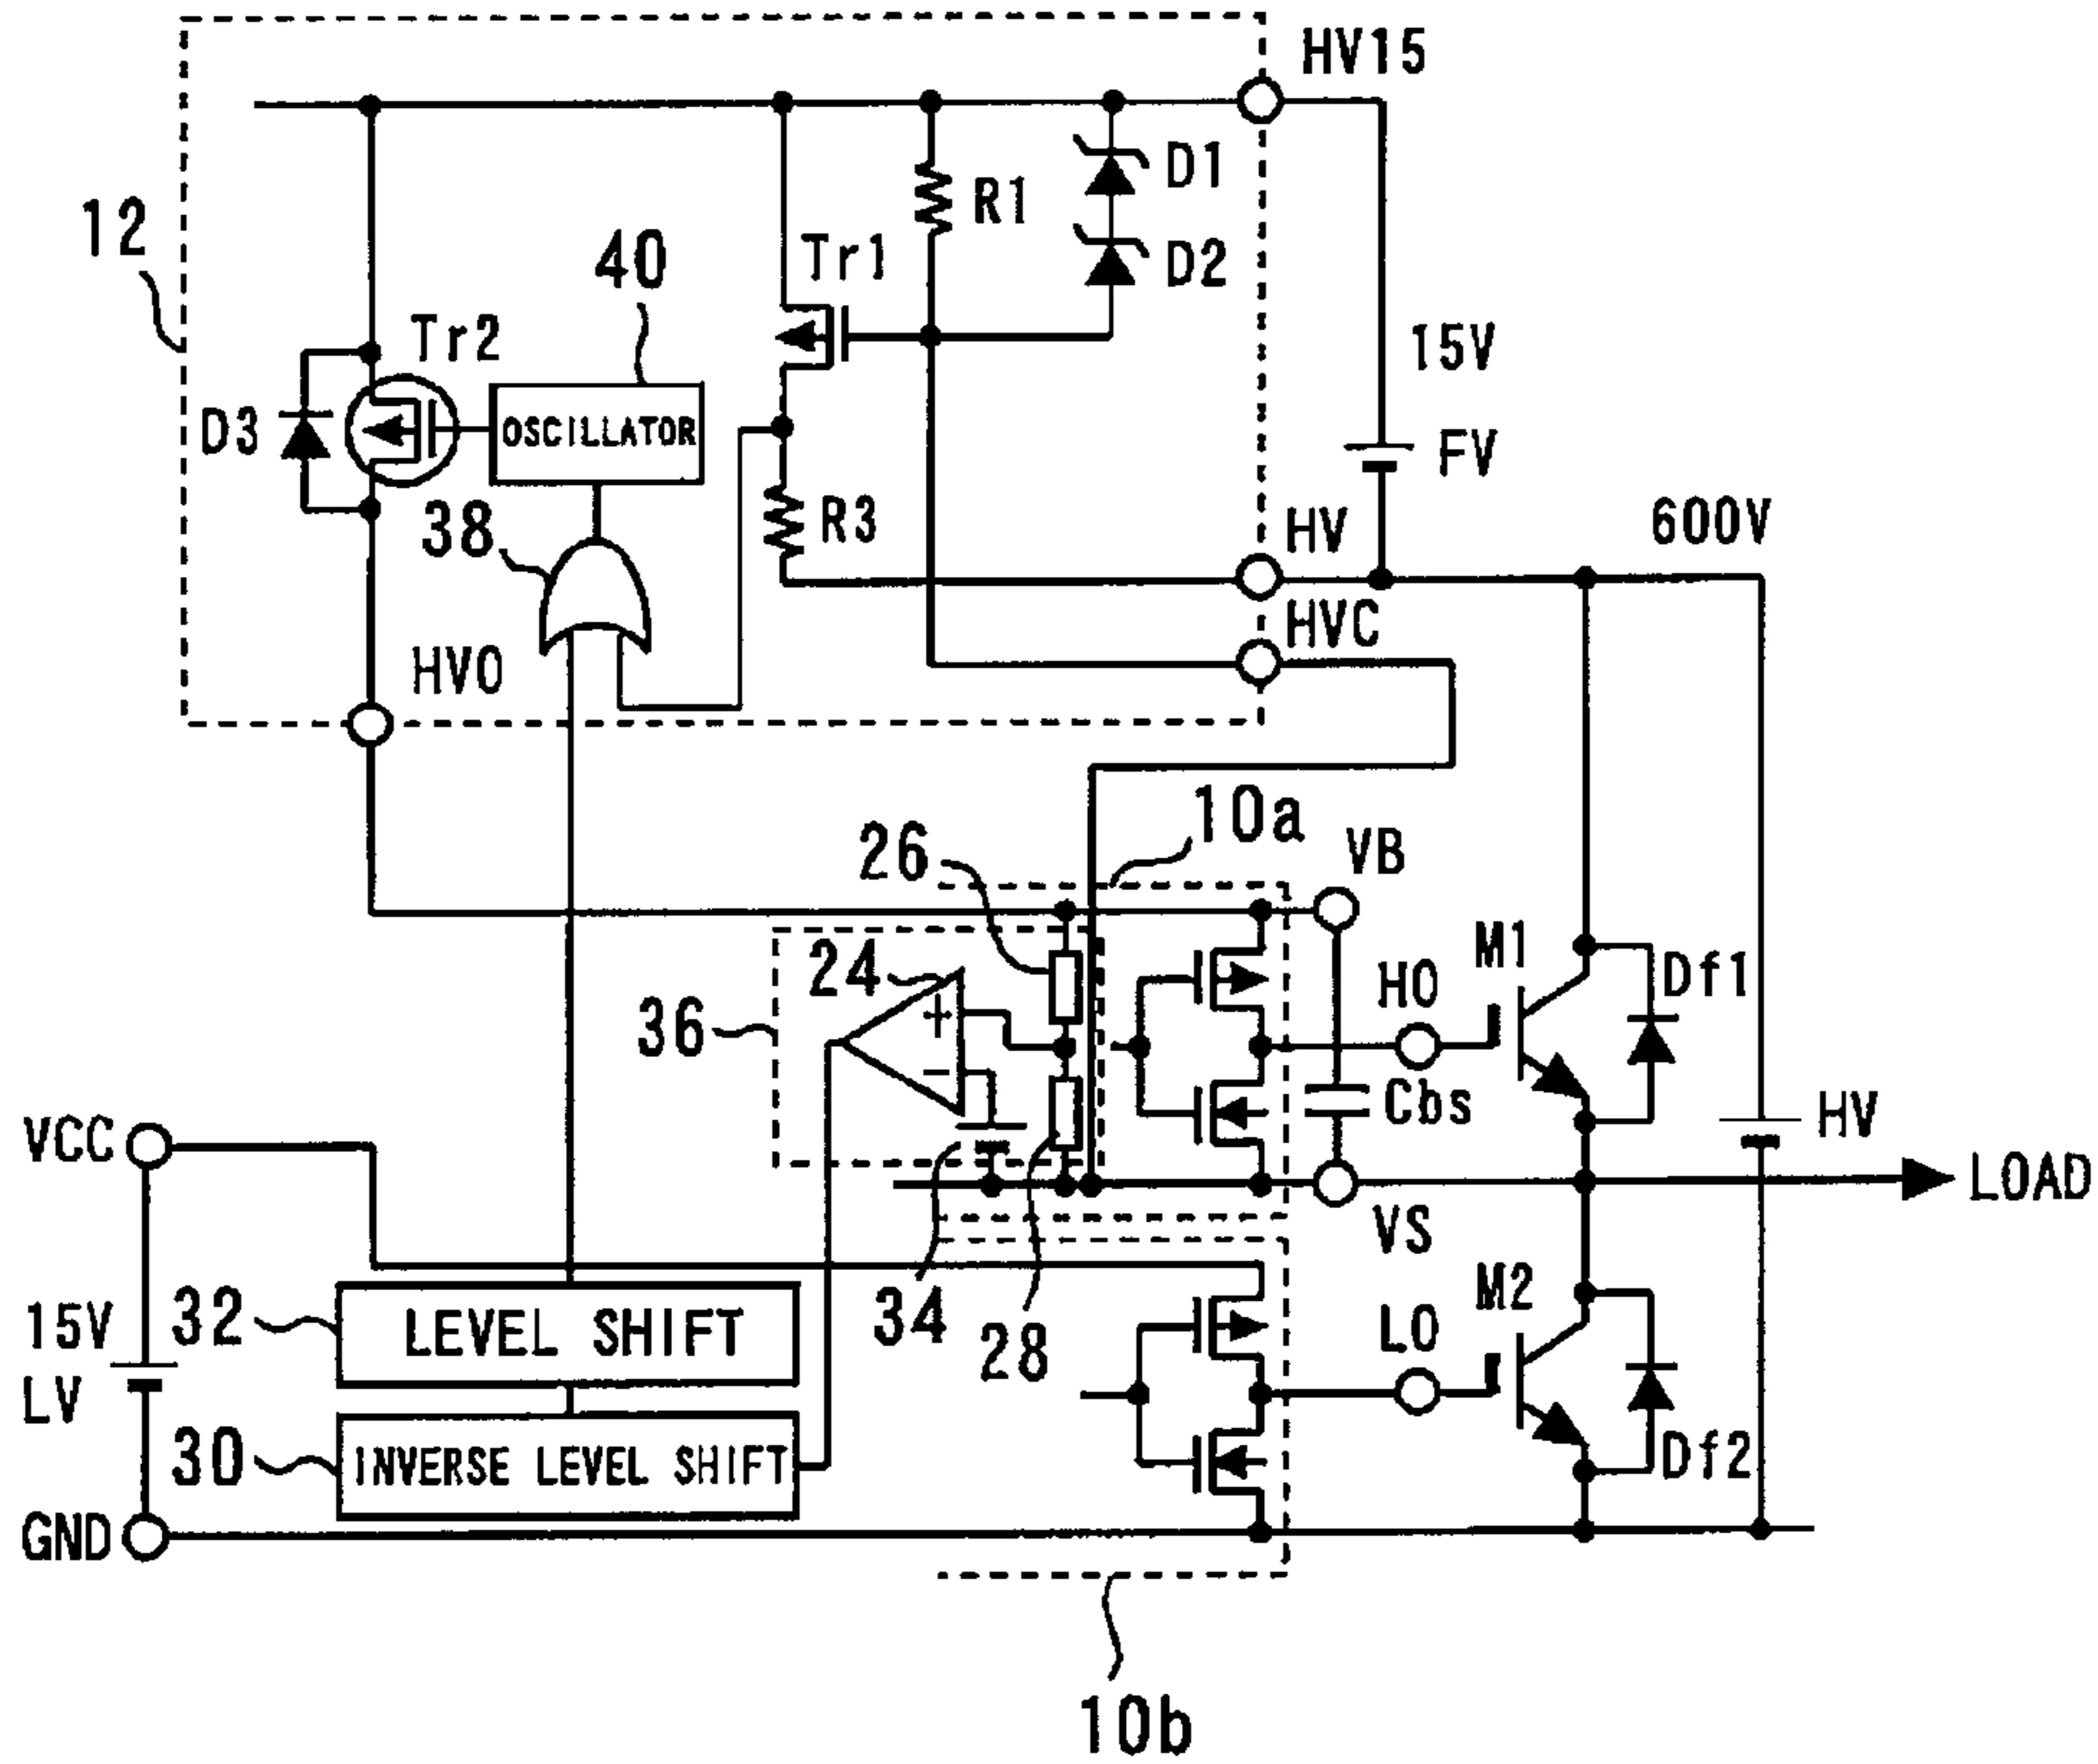 HV15
D1
R1
12
40
Tr1
D2
Tr2
15V
D3
OSCILLATOR
FV
38
R3
HV
600V
HVC
HVO
10a
26
VB
24
M1
Df1
36
HO
Cbs
VCC
HV
LOAD
VS
32
15V
LEVEL SHIFT
34
28
LO
M2
LV
30
INVERSE LEVEL SHIFT
Df2
GND
10b
+
−